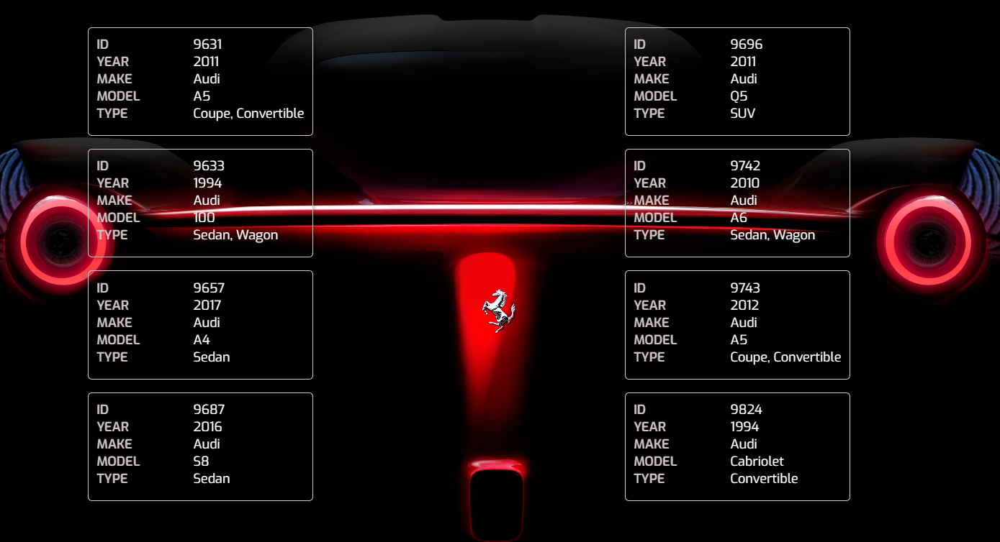 ID 9631
YEAR 2011
MAKE Audi
MODEL A5
TYPE Coupe, Convertible
ID 9633
YEAR 1994
MAKE Audi
MODEL 100
TYPE Sedan, Wagon
ID 9657
YEAR 2017
MAKE Audi
MODEL A4
TYPE Sedan
ID 9687
YEAR 2016
MAKE Audi
MODEL S8
TYPE Sedan
ID 9696
YEAR 2011
MAKE Audi
MODEL Q5
TYPE SUV
ID 9742
YEAR 2010
MAKE Audi
MODEL A6
TYPE Sedan, Wagon
ID 9743
YEAR 2012
MAKE Audi
MODEL A5
TYPE Coupe, Convertible
ID 9824
YEAR 1994
MAKE Audi
MODEL Cabriolet
TYPE Convertible